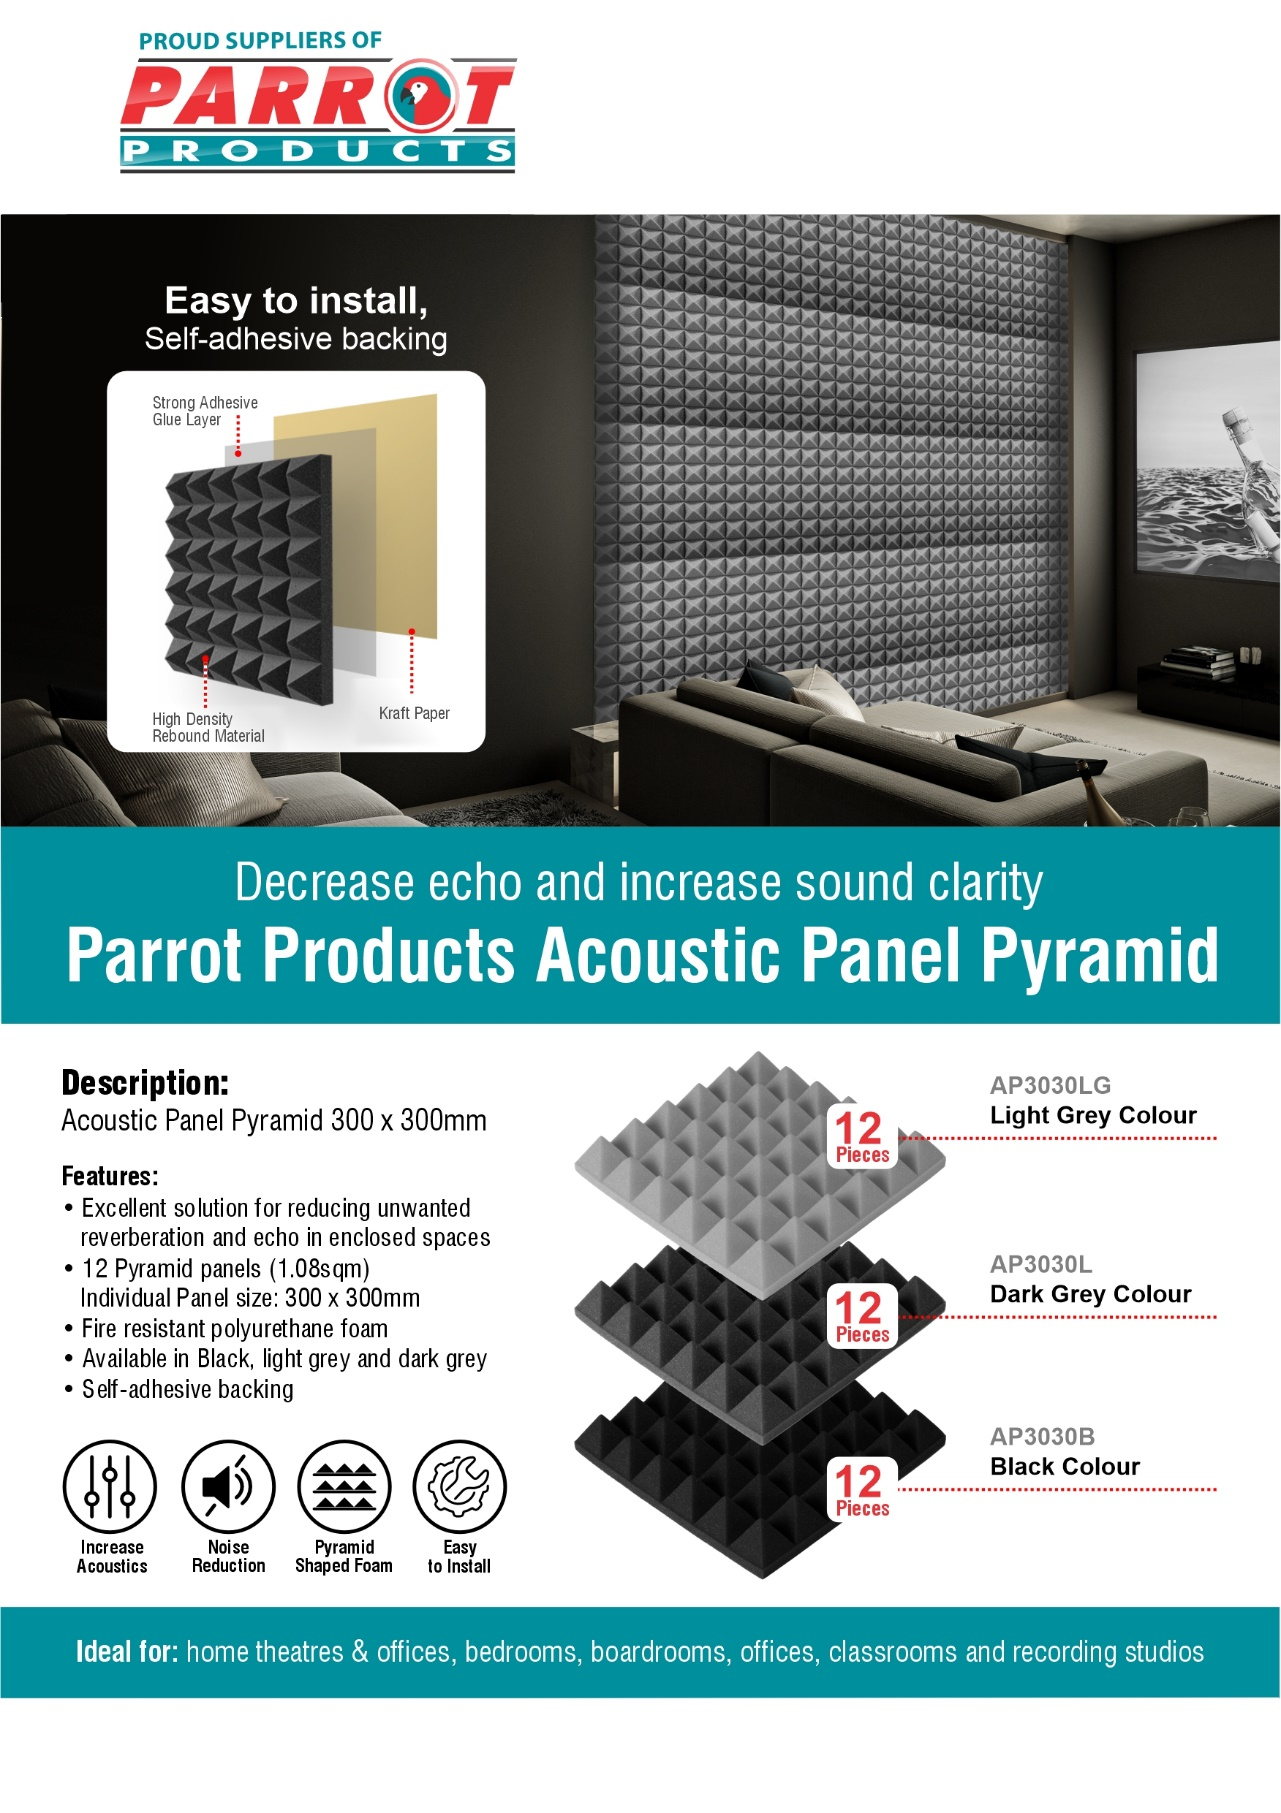 PROUD SUPPLIERS OF
PARROT
PRODUCTS
Easy to install,
Self-adhesive backing
Strong Adhesive
Glue Layer
High Density
Rebound Material
Kraft Paper
Decrease echo and increase sound clarity
Parrot Products Acoustic Panel Pyramid
Description:
Acoustic Panel Pyramid 300 x 300mm
Features:
• Excellent solution for reducing unwanted
reverberation and echo in enclosed spaces
• 12 Pyramid panels (1.08sqm)
Individual Panel size: 300 x 300mm
• Fire resistant polyurethane foam
• Available in Black, light grey and dark grey
• Self-adhesive backing
Increase
Acoustics
Noise
Reduction
Pyramid
Shaped Foam
Easy
to Install
12
Pieces
AP3030LG
Light Grey Colour
12
Pieces
AP3030L
Dark Grey Colour
12
Pieces
AP3030B
Black Colour
Ideal for: home theatres & offices, bedrooms, boardrooms, offices, classrooms and recording studios